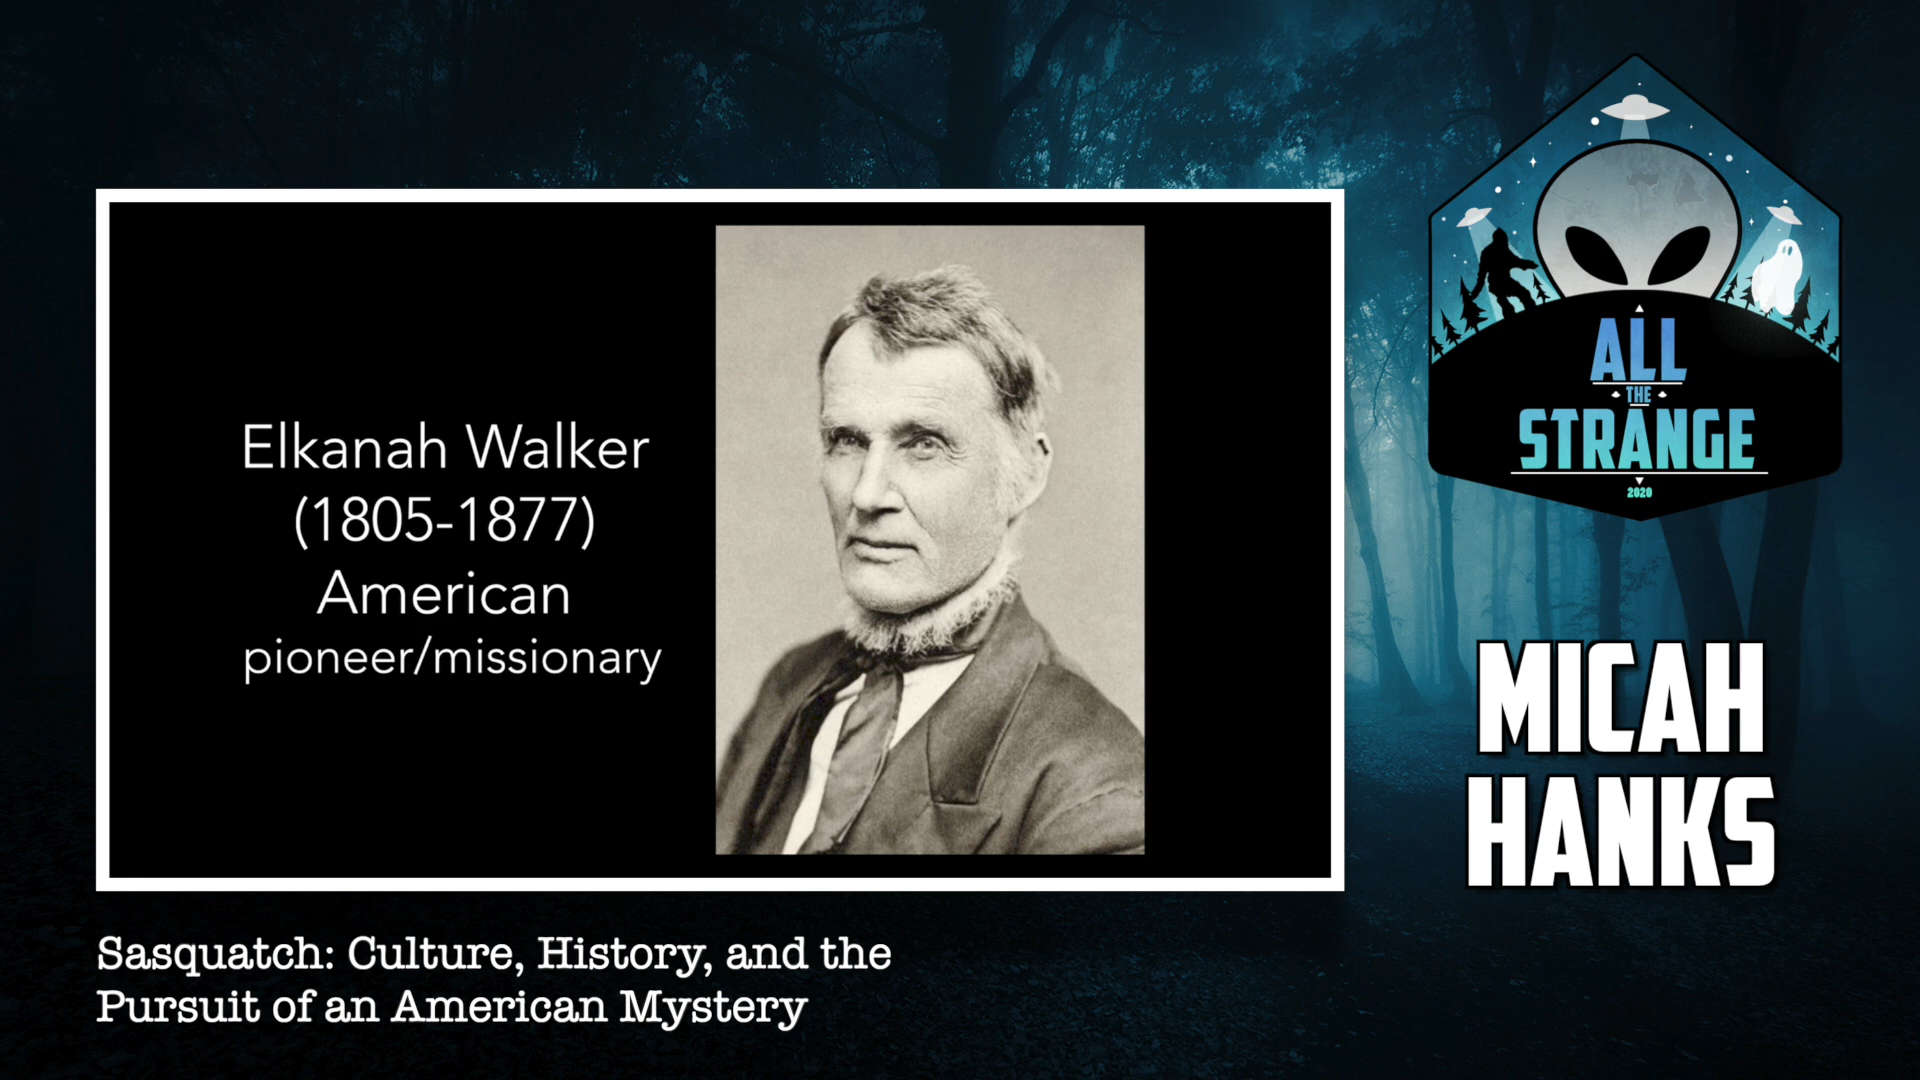 Elkanah Walker
(1805-1877)
American
pioneer/missionary
ALL
THE
STRANGE
2020
MICAH
HANKS
Sasquatch: Culture, History, and the
Pursuit of an American Mystery